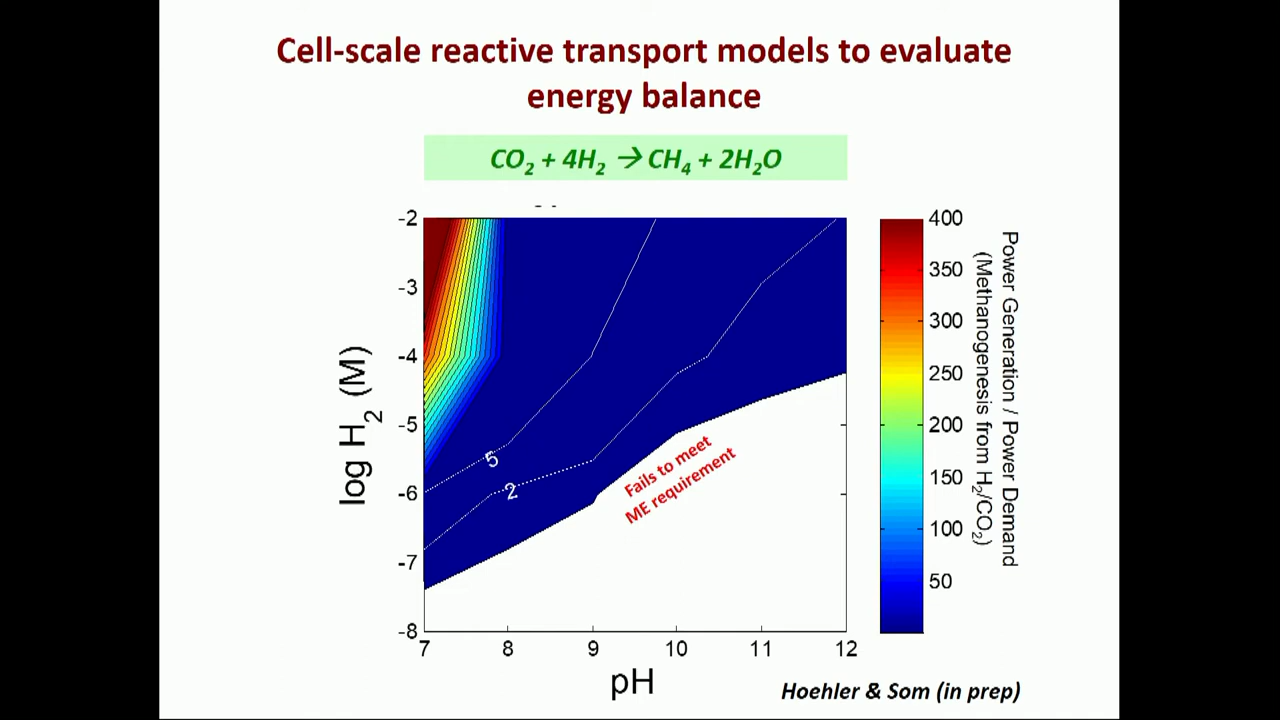 Cell-scale reactive transport models to evaluate
energy balance
CO₂ + 4H₂ → CH₄ + 2H₂O
-2
-3
-4
-5
-6
-7
-8
7
8
9
10
11
12
log H₂ (M)
pH
5
2
Fails to meet
ME requirement
400
350
300
250
200
150
100
50
Power Generation / Power Demand
(Methanogenesis from H₂/CO₂)
Hoehler & Som (in prep)